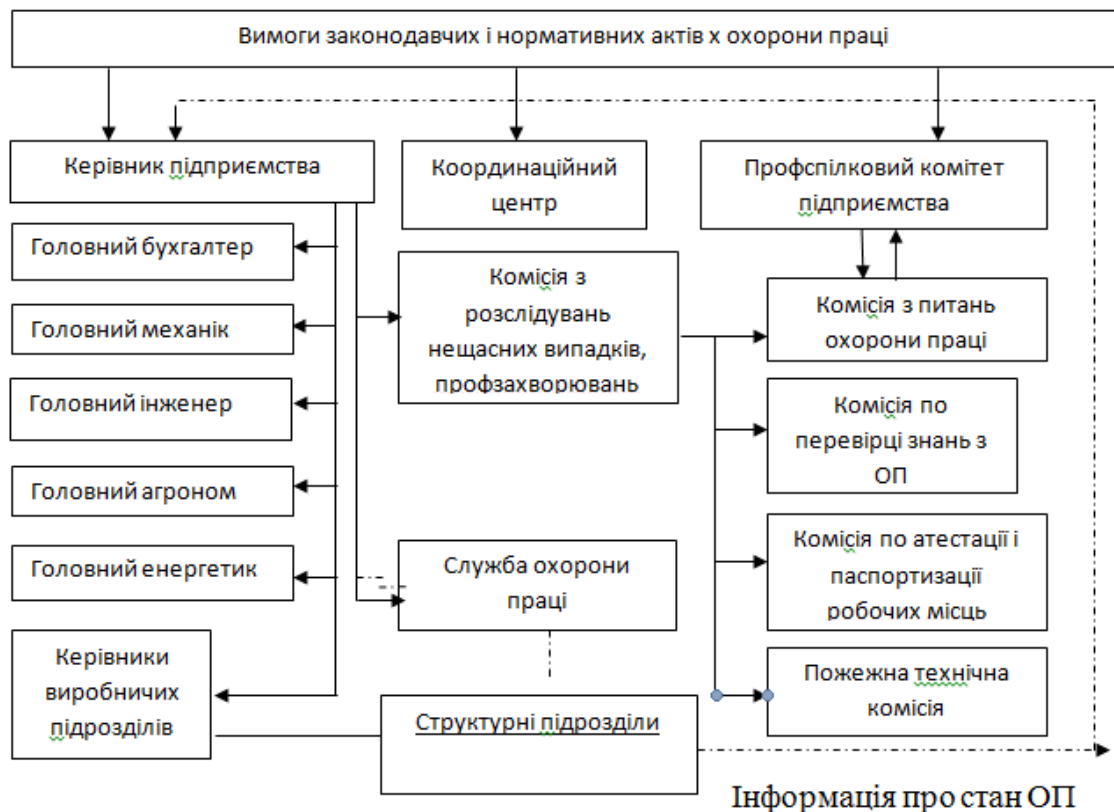 Вимоги законодавчих і нормативних актів х охорони праці
Керівник підприємства
Координаційний
центр
Профспілковий комітет
підприємства
Головний бухгалтер
Головний механік
Головний інженер
Головний агроном
Головний енергетик
Керівники
виробничих
підрозділів
Комісія з
розслідувань
нещасних випадків,
профзахворювань
Служба охорони
праці
Структурні підрозділи
Комісія з питань
охорони праці
Комісія по
перевірці знань з
ОП
Комісія по атестації і
паспортизації
робочих місць
Пожежна технічна
комісія
Інформація про стан ОП